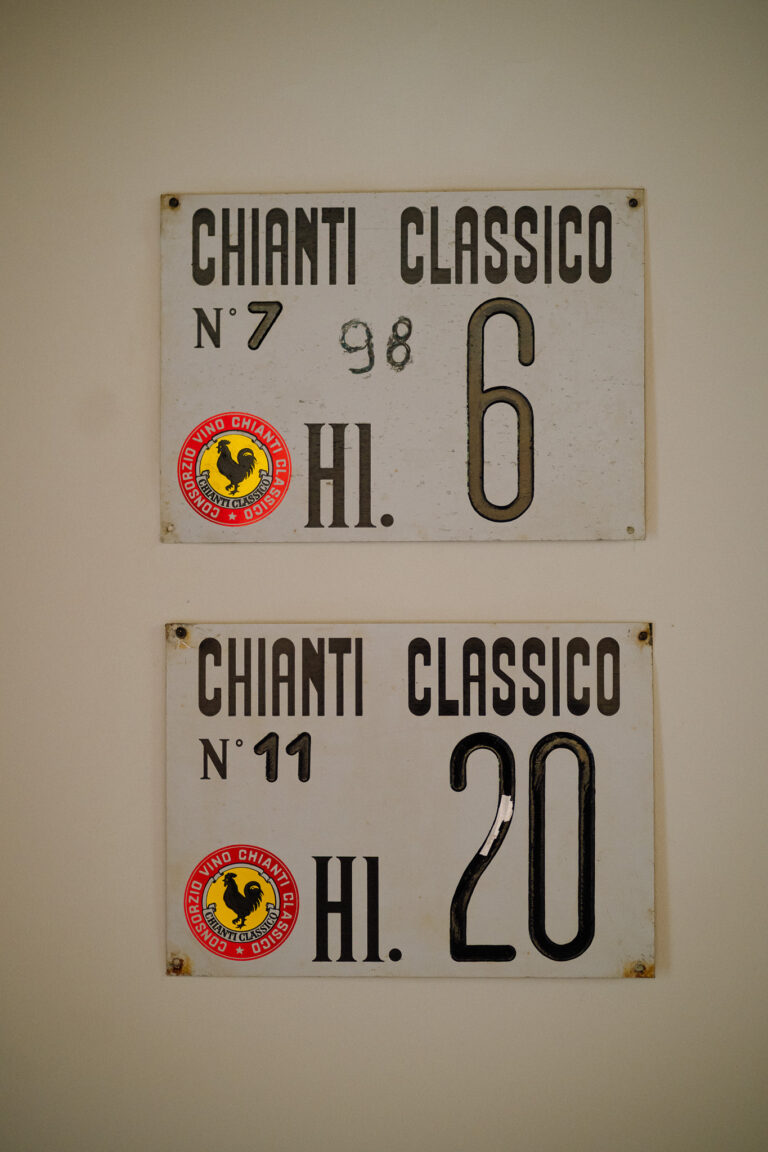 CHIANTI CLASSICO
N° 7 98 6
CONSORZIO VINO CHIANTI CLASSICO
CHIANTI CLASSICO
Hl.
CHIANTI CLASSICO
N° 11 20
CONSORZIO VINO CHIANTI CLASSICO
CHIANTI CLASSICO
Hl.